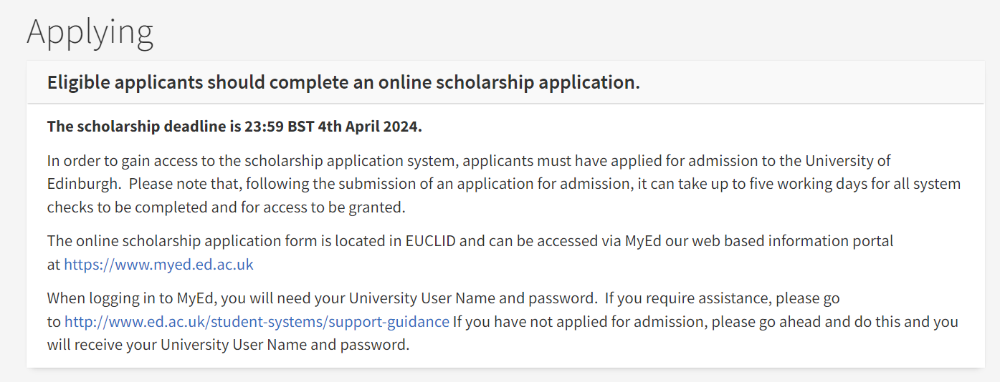 Applying
Eligible applicants should complete an online scholarship application.
The scholarship deadline is 23:59 BST 4th April 2024.
In order to gain access to the scholarship application system, applicants must have applied for admission to the University of
Edinburgh.  Please note that, following the submission of an application for admission, it can take up to five working days for all system
checks to be completed and for access to be granted.
The online scholarship application form is located in EUCLID and can be accessed via MyEd our web based information portal
at https://www.myed.ed.ac.uk
When logging in to MyEd, you will need your University User Name and password.  If you require assistance, please go
to http://www.ed.ac.uk/student-systems/support-guidance If you have not applied for admission, please go ahead and do this and you
will receive your University User Name and password.